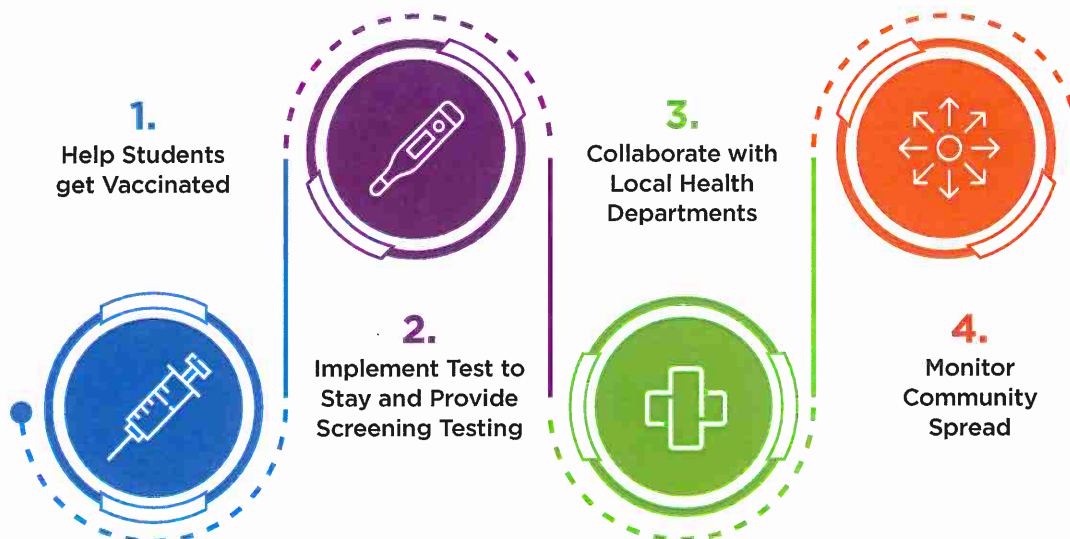 1.
Help Students
get Vaccinated
2.
Implement Test to
Stay and Provide
Screening Testing
3.
Collaborate with
Local Health
Departments
4.
Monitor
Community
Spread